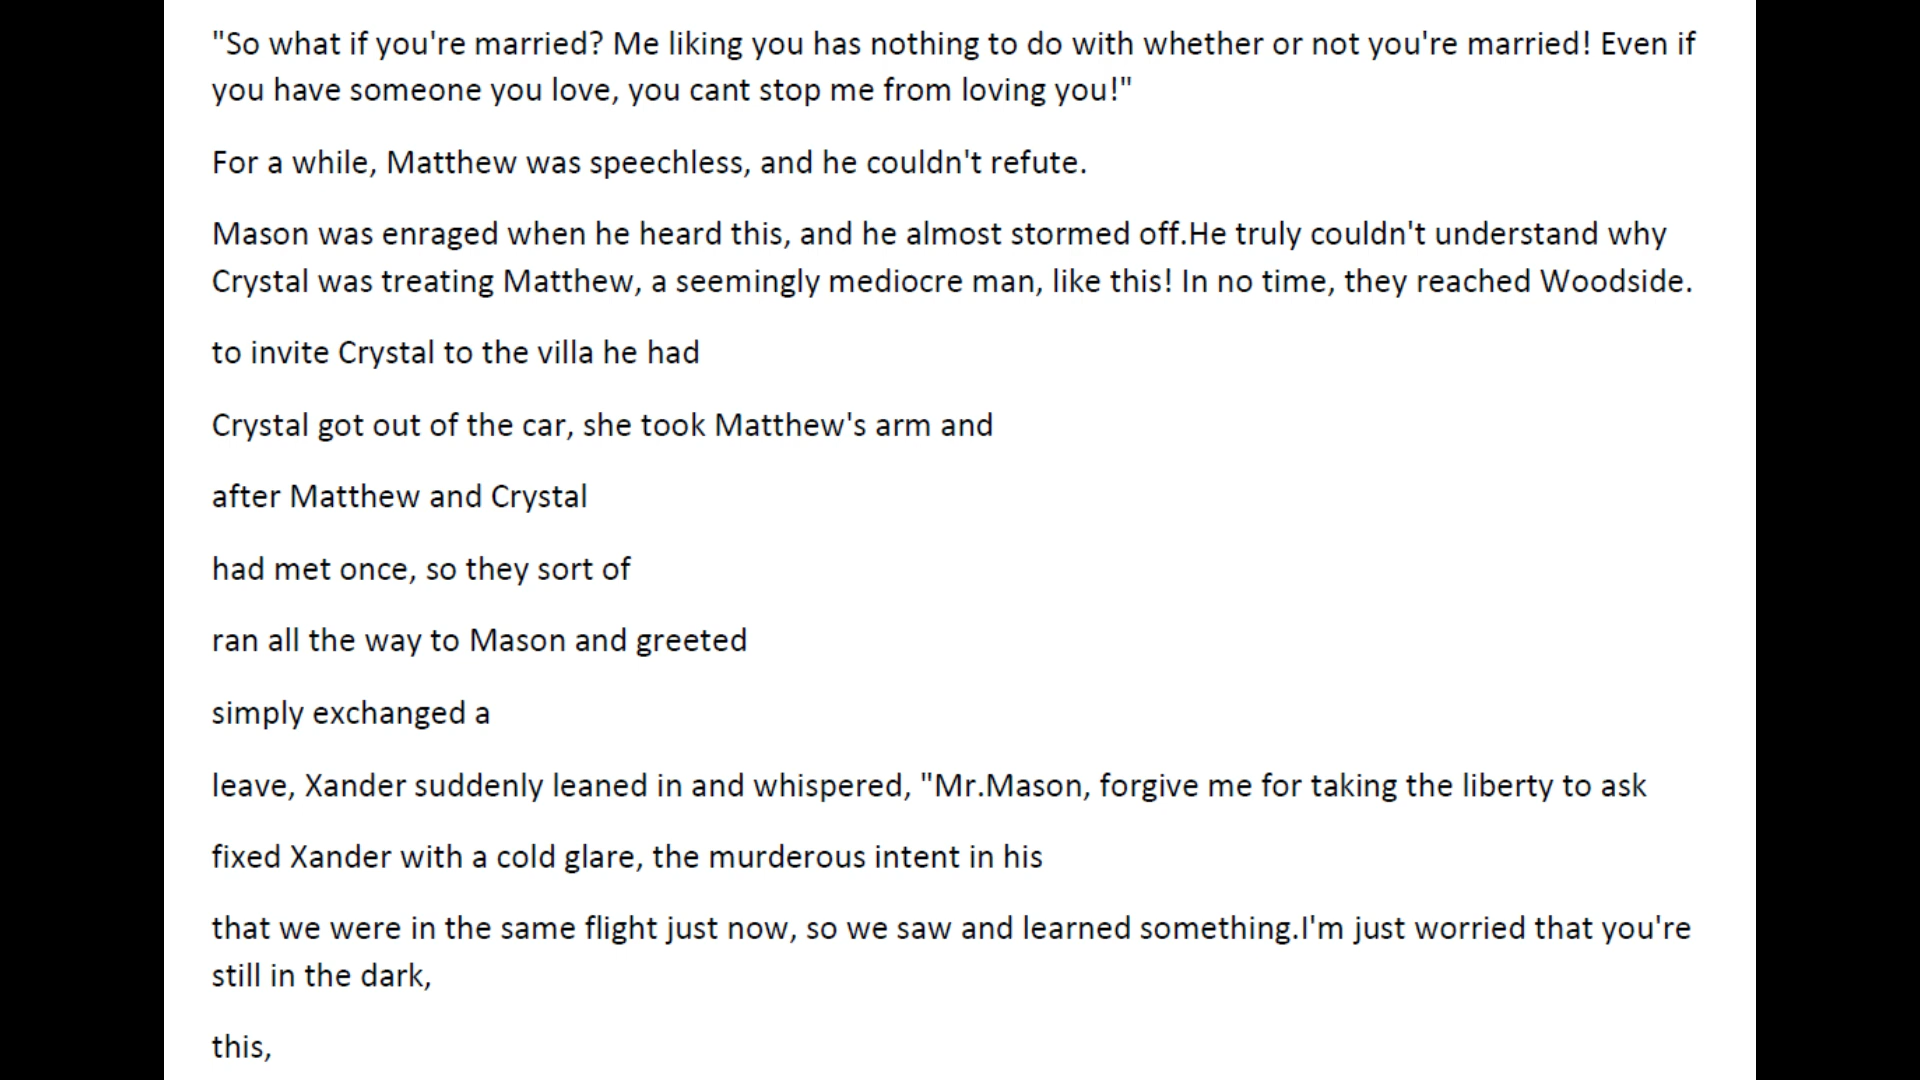 "So what if you're married? Me liking you has nothing to do with whether or not you're married! Even if
you have someone you love, you cant stop me from loving you!"
For a while, Matthew was speechless, and he couldn't refute.
Mason was enraged when he heard this, and he almost stormed off.He truly couldn't understand why
Crystal was treating Matthew, a seemingly mediocre man, like this! In no time, they reached Woodside.
to invite Crystal to the villa he had
Crystal got out of the car, she took Matthew's arm and
after Matthew and Crystal
had met once, so they sort of
ran all the way to Mason and greeted
simply exchanged a
leave, Xander suddenly leaned in and whispered, "Mr.Mason, forgive me for taking the liberty to ask
fixed Xander with a cold glare, the murderous intent in his
that we were in the same flight just now, so we saw and learned something.I'm just worried that you're
still in the dark,
this,